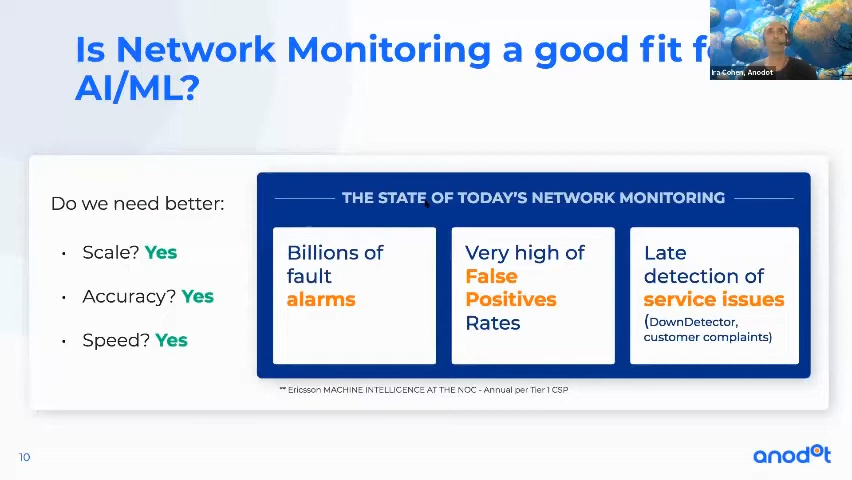 Is Network Monitoring a good fit f
AI/ML?
Ira Cohen, Anodot
Do we need better:
• Scale? Yes
• Accuracy? Yes
• Speed? Yes
THE STATE OF TODAY'S NETWORK MONITORING
Billions of
fault
alarms
Very high of
False
Positives
Rates
Late
detection of
service issues
(DownDetector,
customer complaints)
** Ericsson MACHINE INTELLIGENCE AT THE NOC - Annual per Tier 1 CSP
10
anodot